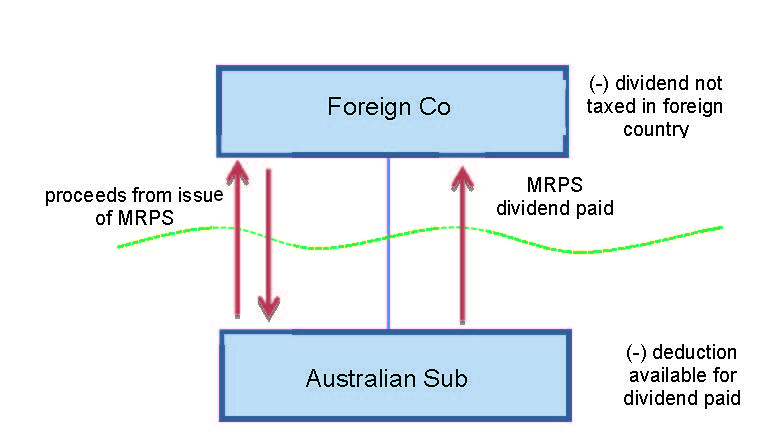 Foreign Co
(-) dividend not
taxed in foreign
country
proceeds from issue
of MRPS
MRPS
dividend paid
Australian Sub
(-) deduction
available for
dividend paid